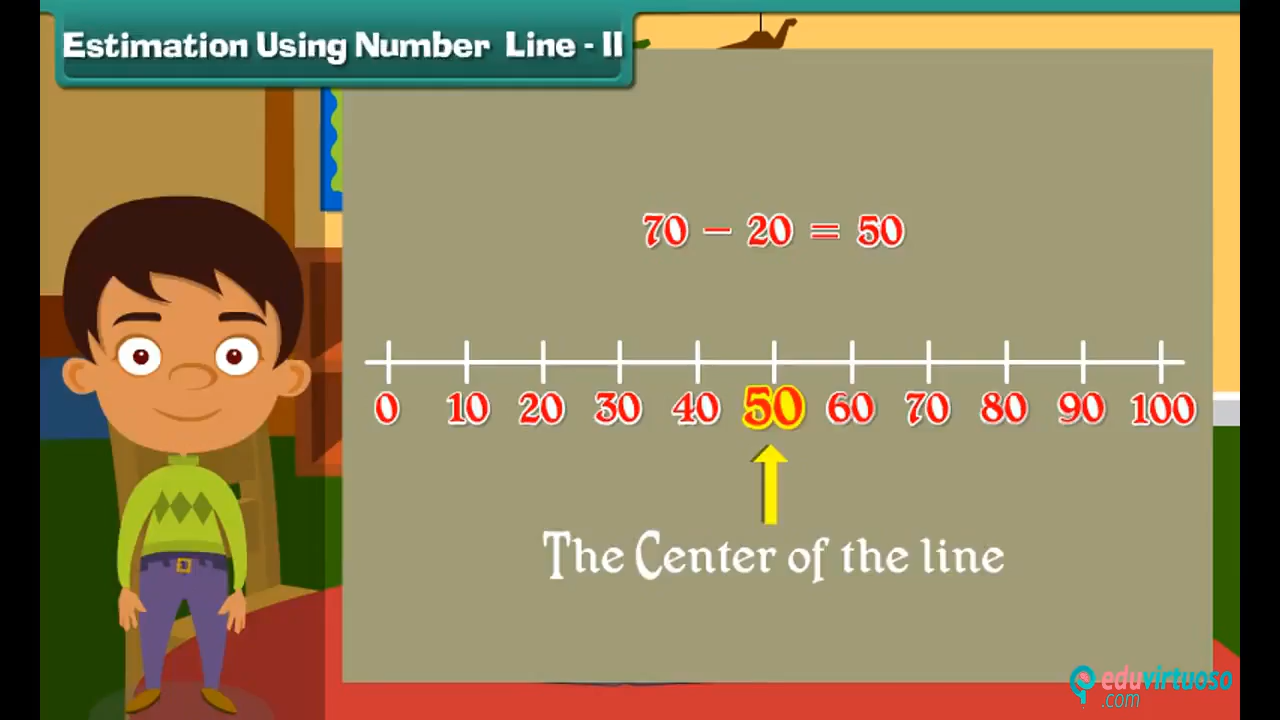 Estimation Using Number Line - II
70 - 20 = 50
0 10 20 30 40 50 60 70 80 90 100
The Center of the line
eduvirtuoso
.com